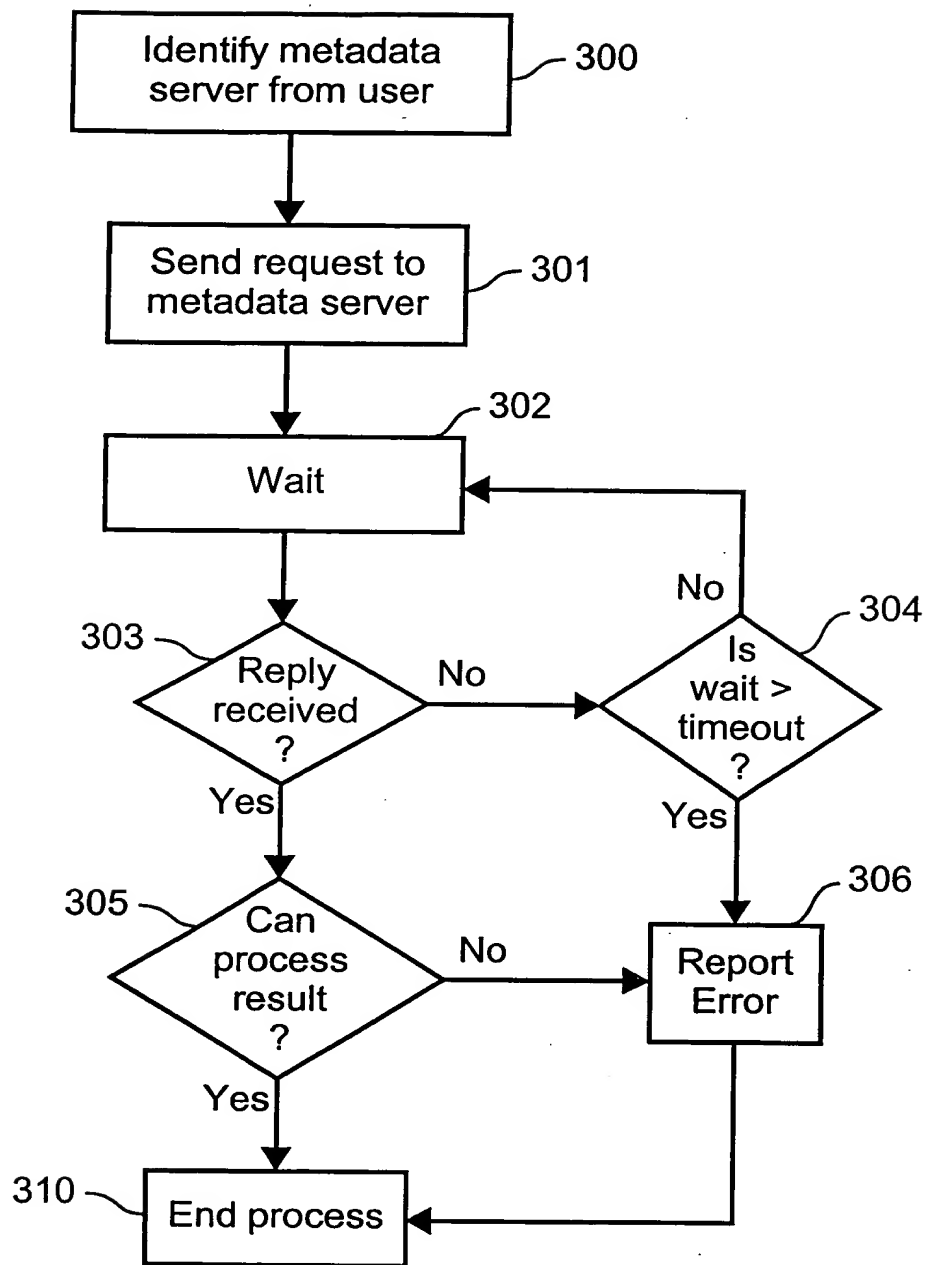 Identify metadata
server from user
300
Send request to
metadata server
301
302
Wait
No
303
Reply
received
?
No
304
Is
wait >
timeout
?
Yes
Yes
305
Can
process
result
?
No
306
Report
Error
Yes
310
End process